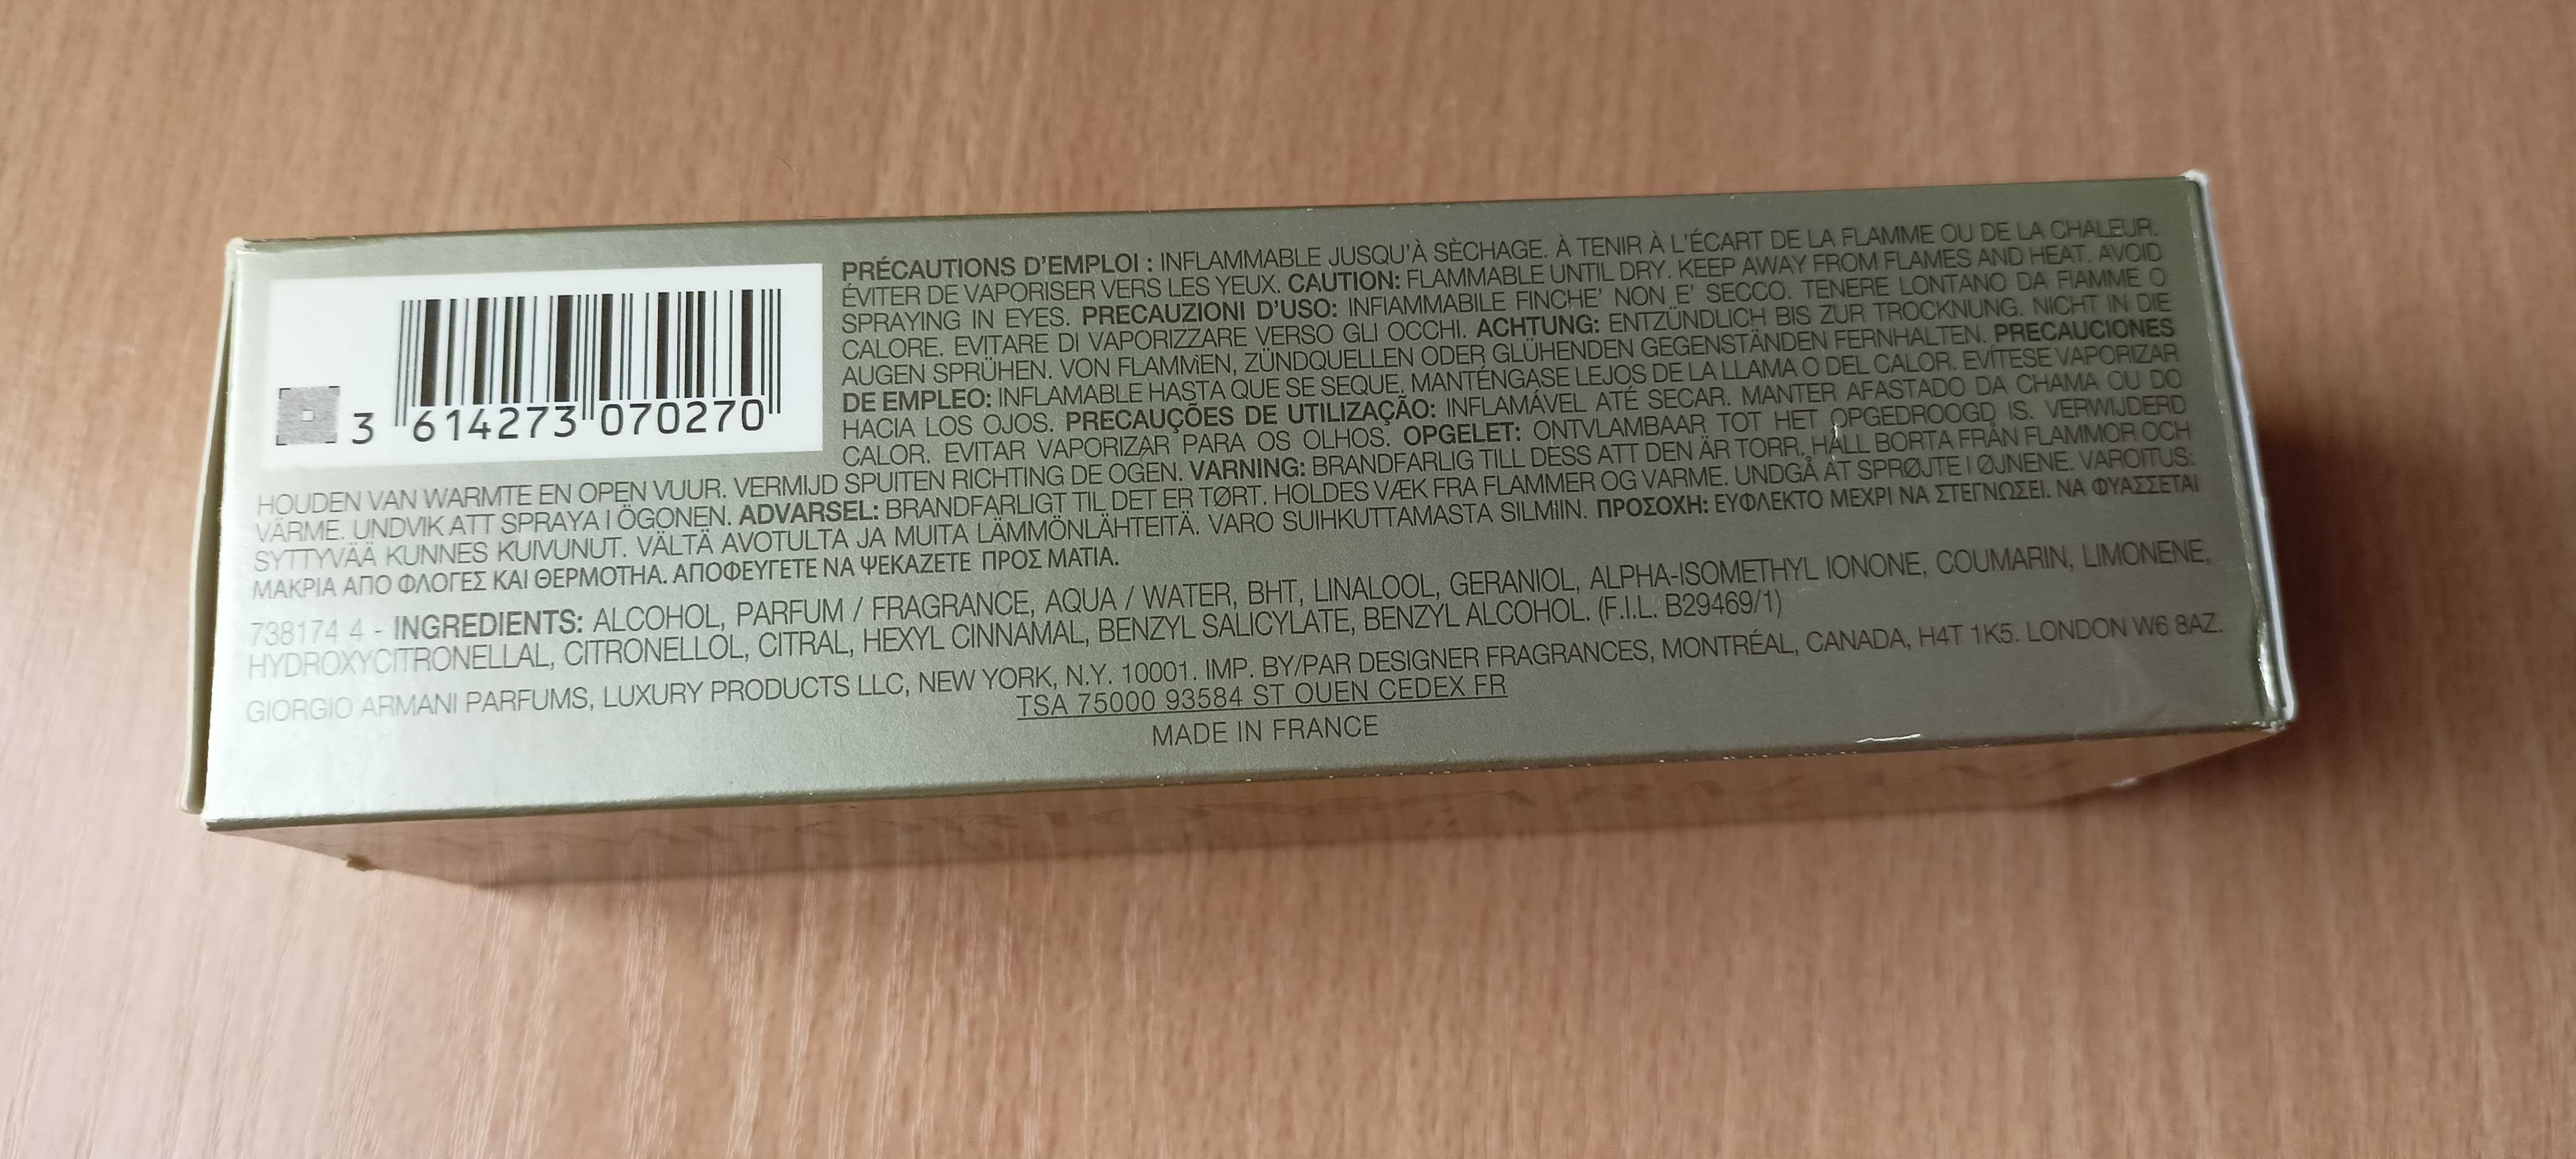 3 614273 070270
PRÉCAUTIONS D'EMPLOI : INFLAMMABLE JUSQU'À SÈCHAGE. À TENIR À L'ÉCART DE LA FLAMME OU DE LA CHALEUR.
ÉVITER DE VAPORISER VERS LES YEUX. CAUTION: FLAMMABLE UNTIL DRY. KEEP AWAY FROM FLAMES AND HEAT. AVOID
SPRAYING IN EYES. PRECAUZIONI D'USO: INFIAMMABILE FINCHE' NON E' SECCO. TENERE LONTANO DA FIAMME O
CALORE. EVITARE DI VAPORIZZARE VERSO GLI OCCHI. ACHTUNG: ENTZÜNDLICH BIS ZUR TROCKNUNG. NICHT IN DIE
AUGEN SPRÜHEN. VON FLAMMEN, ZÜNDQUELLEN ODER GLÜHENDEN GEGENSTÄNDEN FERNHALTEN. PRECAUCIONES
DE EMPLEO: INFLAMABLE HASTA QUE SE SEQUE. MANTÉNGASE LEJOS DE LA LLAMA O DEL CALOR. EVÍTESE VAPORIZAR
HACIA LOS OJOS. PRECAUÇÕES DE UTILIZAÇÃO: INFLAMÁVEL ATÉ SECAR. MANTER AFASTADO DA CHAMA OU DO
CALOR. EVITAR VAPORIZAR PARA OS OLHOS. OPGELET: ONTVLAMBAAR TOT HET OPGEDROOGD IS. VERWIJDERD
HOUDEN VAN WARMTE EN OPEN VUUR. VERMIJD SPUITEN RICHTING DE OGEN. VARNING: BRANDFARLIG TILL DESS ATT DEN ÄR TORR. HÅLL BORTA FRÅN FLAMMOR OCH
VÄRME. UNDVIK ATT SPRAYA I ÖGONEN. ADVARSEL: BRANDFARLIGT TIL DET ER TØRT. HOLDES VÆK FRA FLAMMER OG VARME. UNDGÅ AT SPRØJTE I ØJNENE. VAROITUS:
SYTTYVÄÄ KUNNES KUIVUNUT. VÄLTÄ AVOTULTA JA MUITA LÄMMÖNLÄHTEITÄ. VARO SUIHKUTTAMASTA SILMIIN. ΠΡΟΣΟΧΗ: ΕΥΦΛΕΚΤΟ ΜΕΧΡΙ ΝΑ ΣΤΕΓΝΩΣΕΙ. ΝΑ ΦΥΑΣΣΕΤΑΙ
ΜΑΚΡΙΑ ΑΠΟ ΦΛΟΓΕΣ ΚΑΙ ΘΕΡΜΟΤΗΑ. ΑΠΟΦΕΥΓΕΤΕ ΝΑ ΨΕΚΑΖΕΤΕ ΠΡΟΣ ΜΑΤΙΑ.
738174 4 - INGREDIENTS: ALCOHOL, PARFUM / FRAGRANCE, AQUA / WATER, BHT, LINALOOL, GERANIOL, ALPHA-ISOMETHYL IONONE, COUMARIN, LIMONENE,
HYDROXYCITRONELLAL, CITRONELLOL, CITRAL, HEXYL CINNAMAL, BENZYL SALICYLATE, BENZYL ALCOHOL. (F.I.L. B29469/1)
GIORGIO ARMANI PARFUMS, LUXURY PRODUCTS LLC, NEW YORK, N.Y. 10001. IMP. BY/PAR DESIGNER FRAGRANCES, MONTRÉAL, CANADA, H4T 1K5. LONDON W6 8AZ.
TSA 75000 93584 ST OUEN CEDEX FR
MADE IN FRANCE